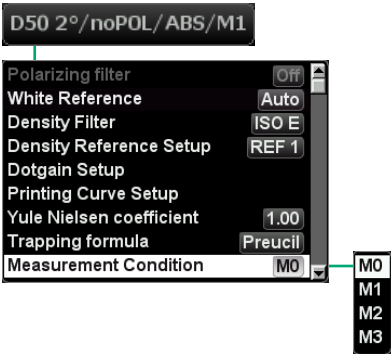 D50 2°/noPOL/ABS/M1
Polarizing filter Off
White Reference Auto
Density Filter ISO E
Density Reference Setup REF 1
Dotgain Setup
Printing Curve Setup
Yule Nielsen coefficient 1.00
Trapping formula Preucil
Measurement Condition M0
M0
M1
M2
M3